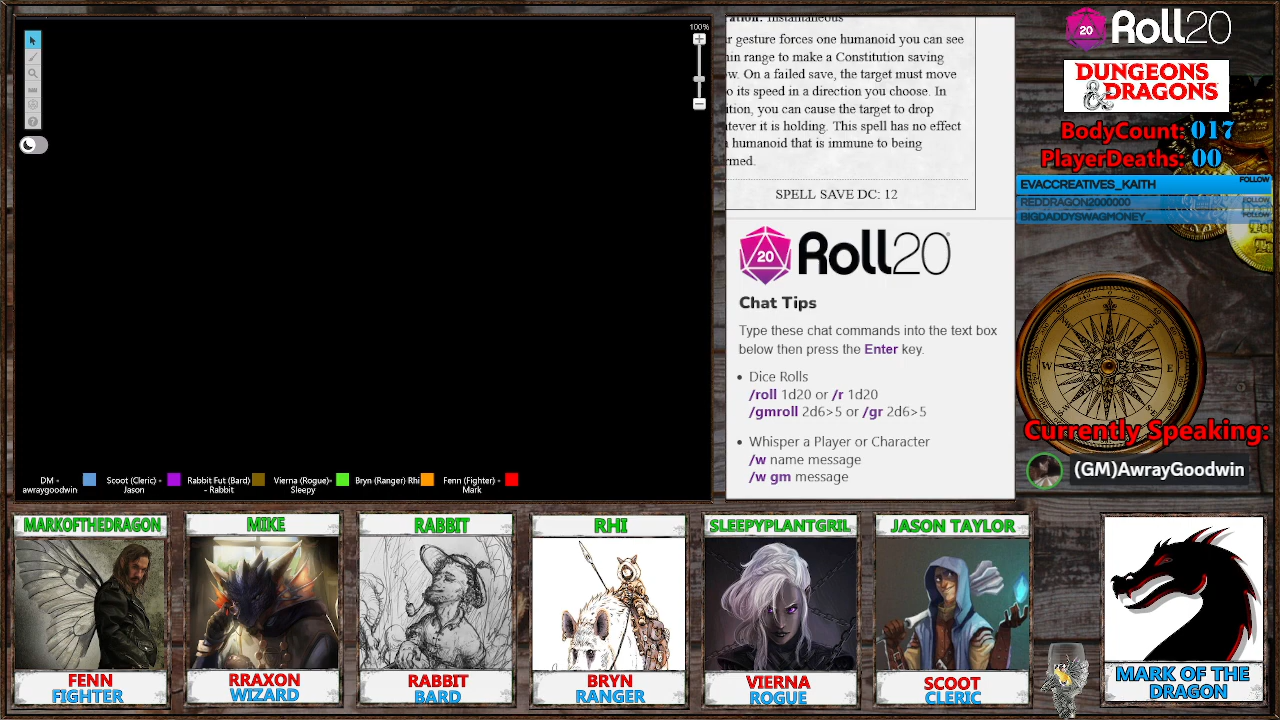 100%
ation: Instantaneous
r gesture forces one humanoid you can see
in range to make a Constitution saving
w. On a failed save, the target must move
o its speed in a direction you choose. In
ition, you can cause the target to drop
tever it is holding. This spell has no effect
humanoid that is immune to being
rmed.
SPELL SAVE DC: 12
20 Roll20
Chat Tips
Type these chat commands into the text box
below then press the Enter key.
• Dice Rolls
/roll 1d20 or /r 1d20
/gmroll 2d6>5 or /gr 2d6>5
• Whisper a Player or Character
/w name message
/w gm message
20 Roll20
DUNGEONS
& DRAGONS
BodyCount: 017
PlayerDeaths: 00
EVACCREATIVES_KAITH FOLLOW
REDDRAGON2000000 FOLLOW
BIGDADDYSWAGMONEY_ FOLLOW
W E
Currently Speaking:
(GM)AwrayGoodwin
DM -
awraygoodwin
Scoot (Cleric) -
Jason
Rabbit Fut (Bard)
- Rabbit
Vierna (Rogue)-
Sleepy
Bryn (Ranger) Rhi
Fenn (Fighter) -
Mark
MARKOFTHEDRAGON
FENN
FIGHTER
MIKE
RRAXON
WIZARD
RABBIT
RABBIT
BARD
RHI
BRYN
RANGER
SLEEPYPLANTGRIL
VIERNA
ROGUE
JASON TAYLOR
SCOOT
CLERIC
MARK OF THE
DRAGON